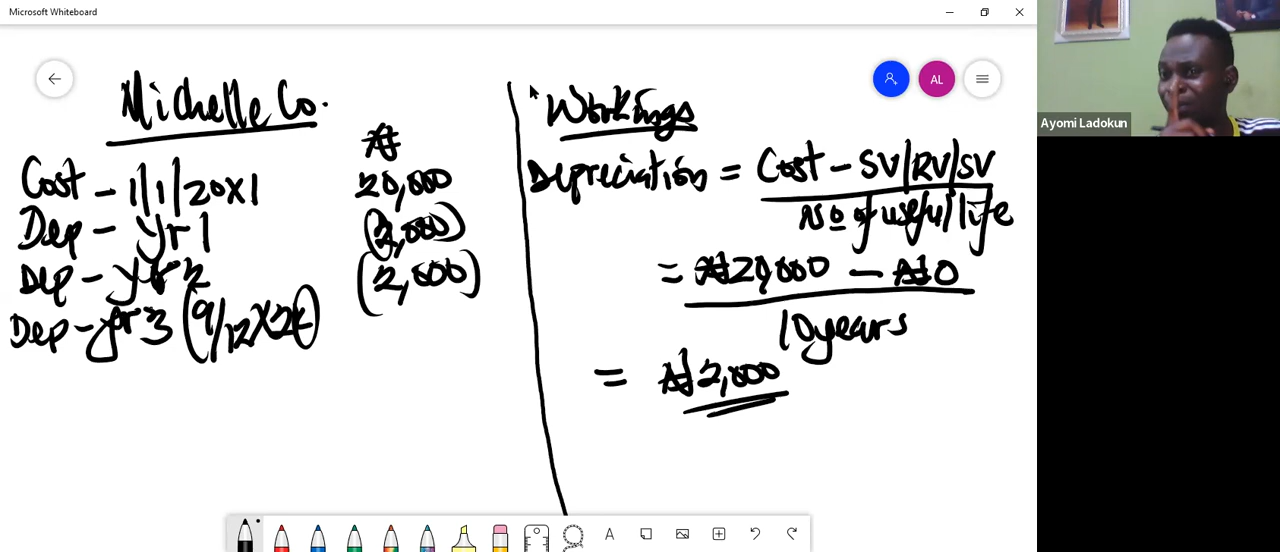 Microsoft Whiteboard
Michelle Co.
₦
Cost - 1/1/20X1 20,000
Dep - yr 1 (2,000)
Dep - yr 2 (2,000)
Dep - yr 3 (9/12 X 2k)
Workings
Depreciation = Cost - SV/RV/SV
No of useful life
= ₦20,000 - ₦0
10 years
= ₦2,000
AL
Ayomi Ladokun
A